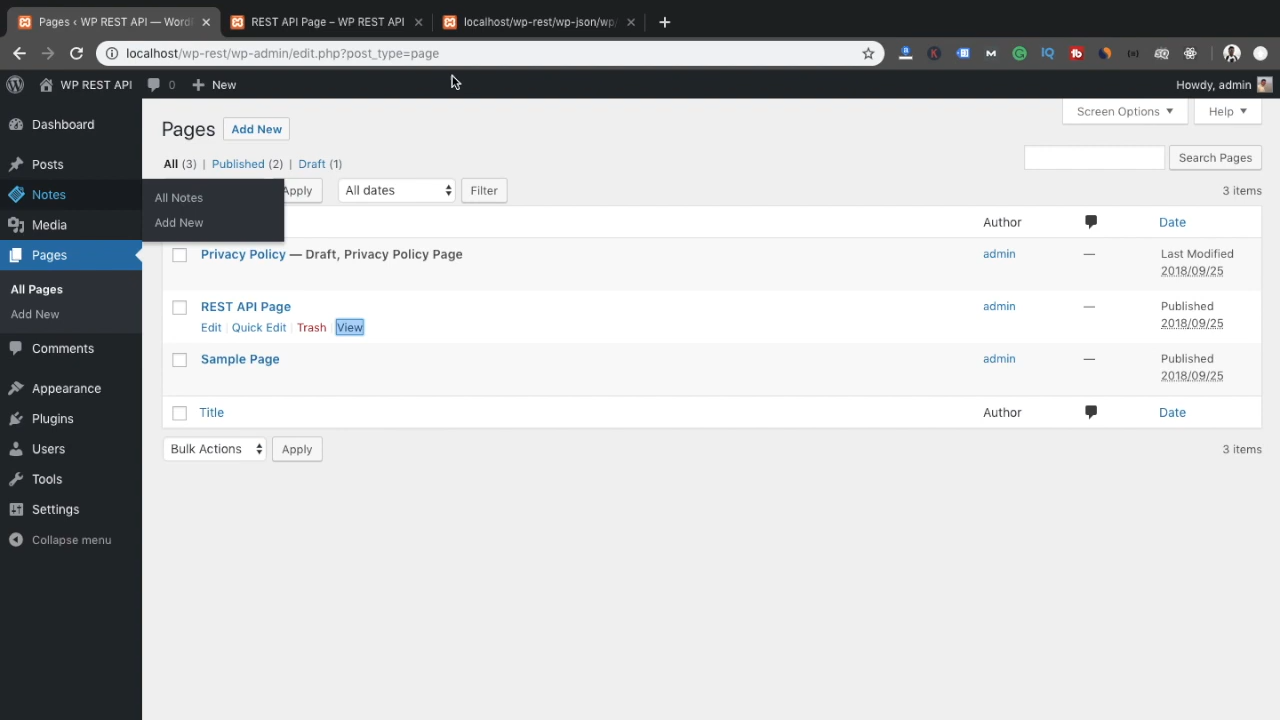 Pages ‹ WP REST API — WordP
REST API Page – WP REST API
localhost/wp-rest/wp-json/wp/
localhost/wp-rest/wp-admin/edit.php?post_type=page
WP REST API 0 New
Howdy, admin
Dashboard
Posts
Notes
Media
Pages
All Pages
Add New
Comments
Appearance
Plugins
Users
Tools
Settings
Collapse menu
All Notes
Add New
Screen Options
Help
Pages Add New
All (3) | Published (2) | Draft (1)
Search Pages
Apply All dates Filter
3 items
Author Date
Privacy Policy — Draft, Privacy Policy Page admin — Last Modified
2018/09/25
REST API Page admin — Published
2018/09/25
Edit | Quick Edit | Trash | View
Sample Page admin — Published
2018/09/25
Title Author Date
Bulk Actions Apply
3 items